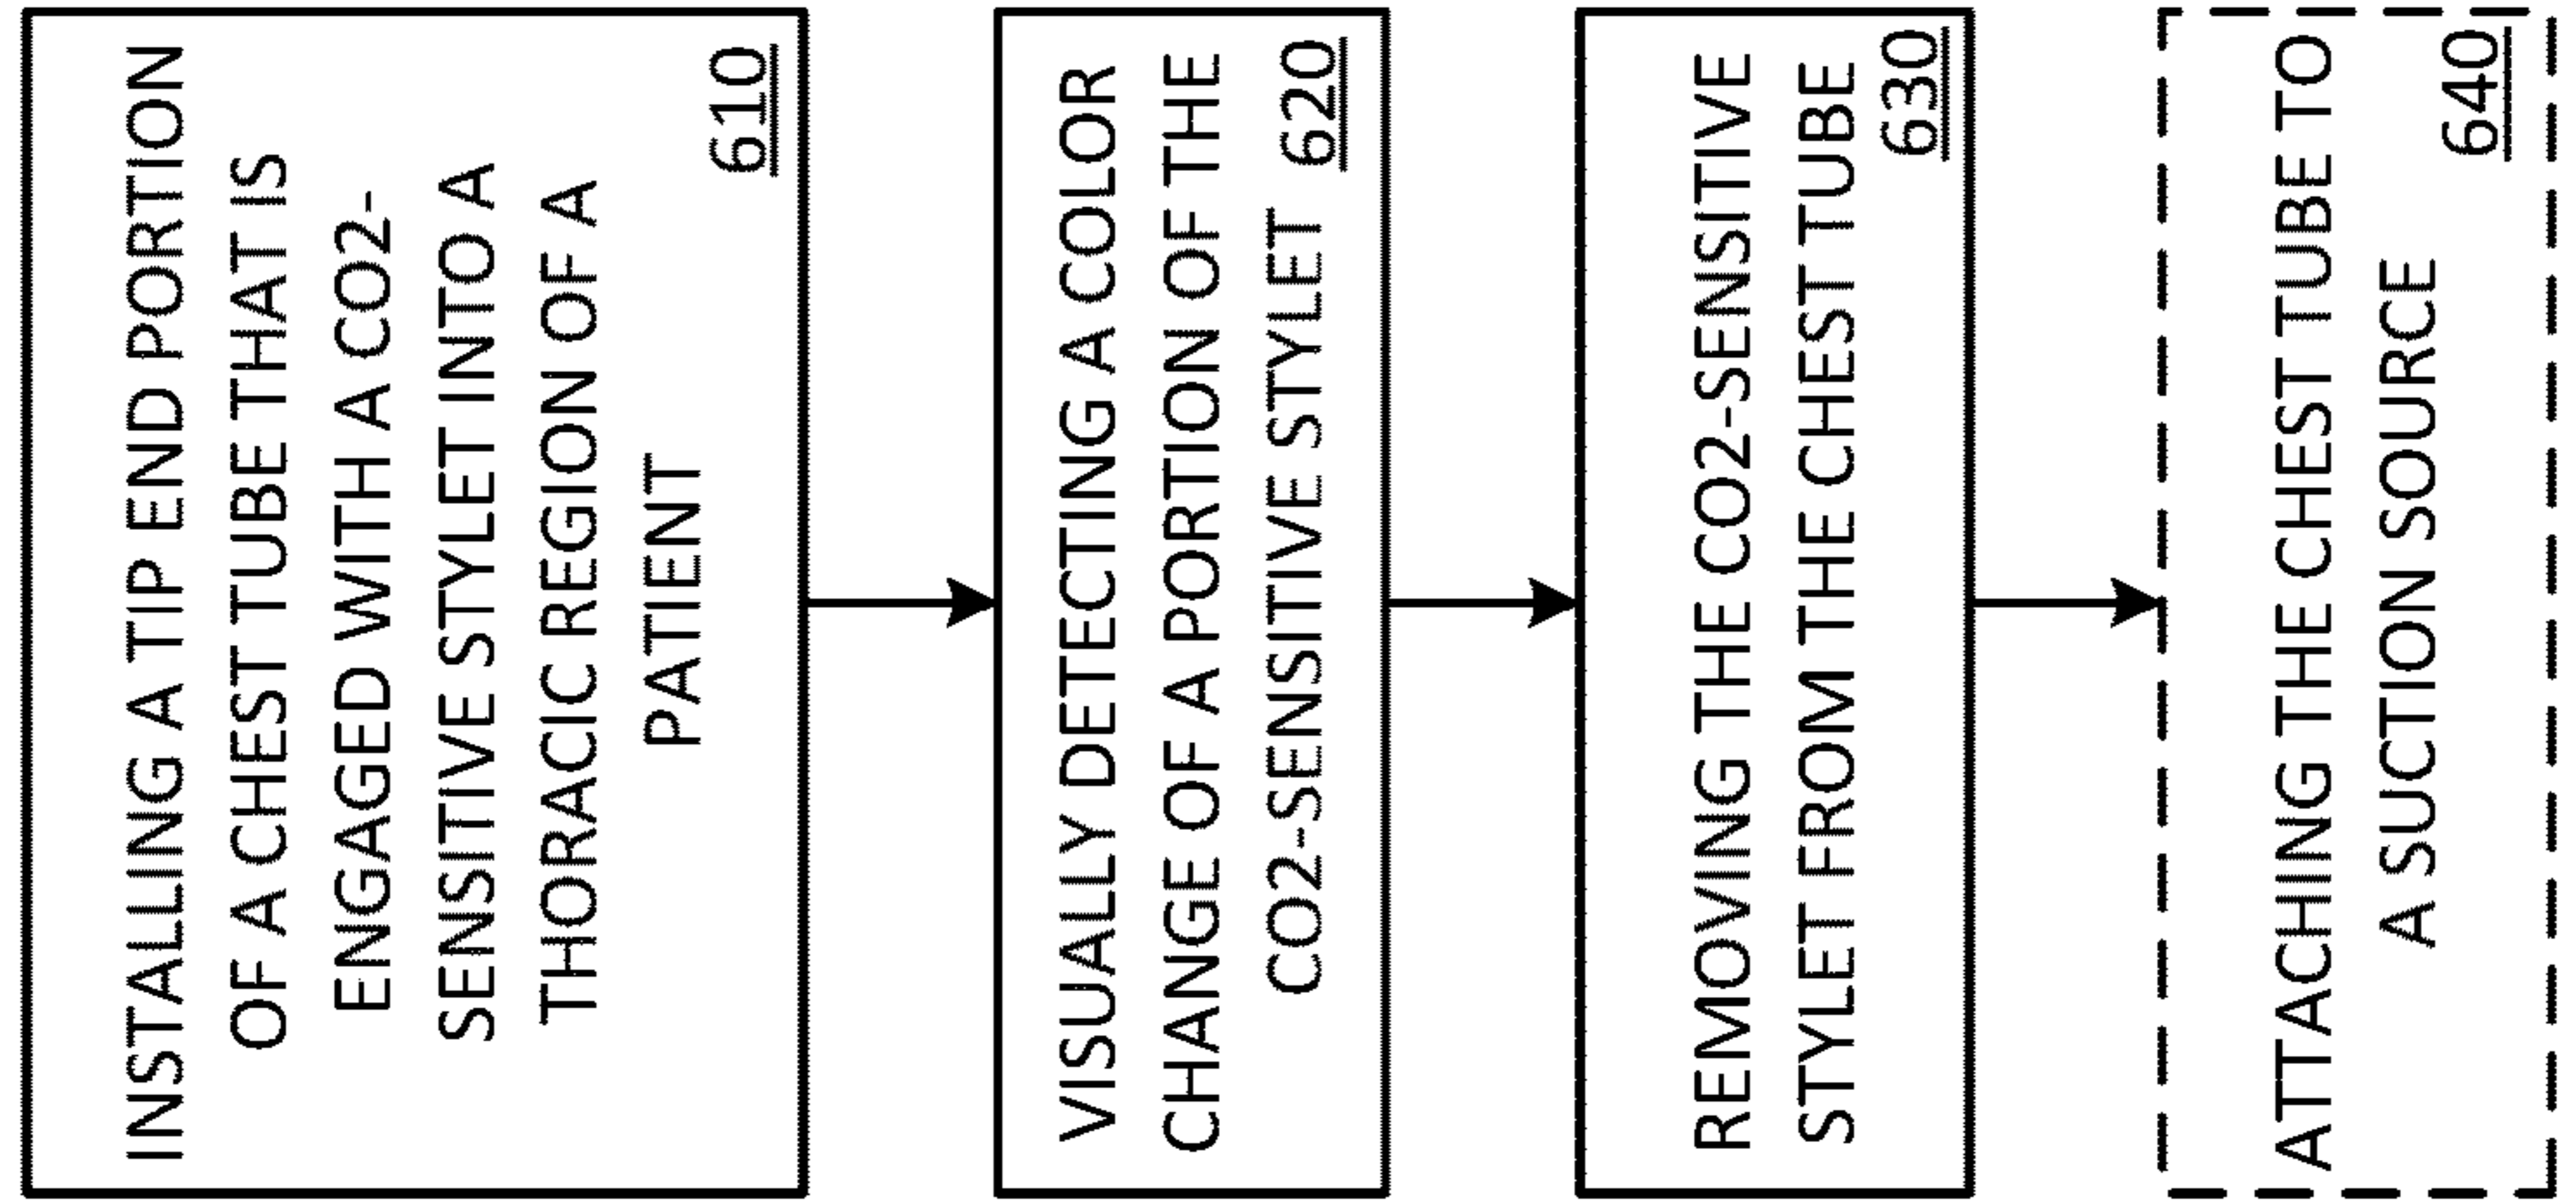 INSTALLING A TIP END PORTION
OF A CHEST TUBE THAT IS
ENGAGED WITH A CO2-
SENSITIVE STYLET INTO A
THORACIC REGION OF A
PATIENT
610
VISUALLY DETECTING A COLOR
CHANGE OF A PORTION OF THE
CO2-SENSITIVE STYLET 620
REMOVING THE CO2-SENSITIVE
STYLET FROM THE CHEST TUBE
630
ATTACHING THE CHEST TUBE TO
A SUCTION SOURCE
640